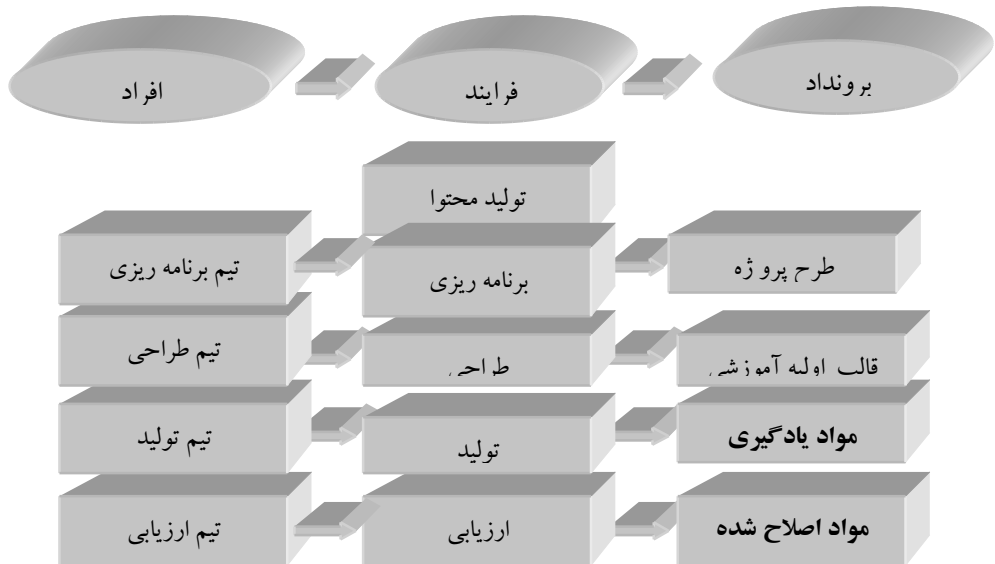 افراد
فرایند
برونداد
تولید محتوا
تیم برنامه ریزی
برنامه ریزی
طرح پروژه
تیم طراحی
طراحی
قالب اولیه آموزشی
تیم تولید
تولید
مواد یادگیری
تیم ارزیابی
ارزیابی
مواد اصلاح شده